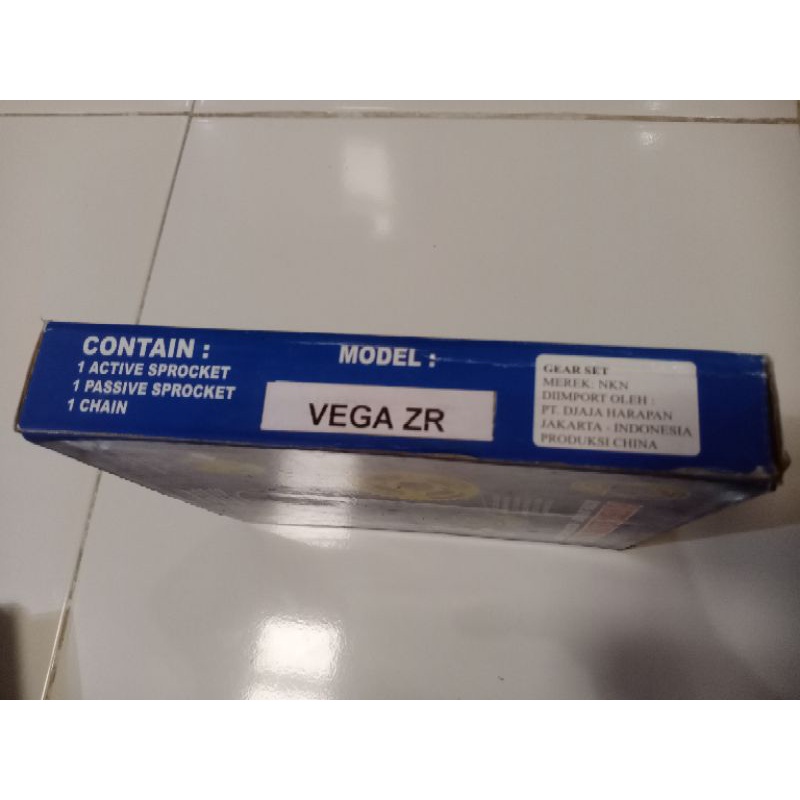 CONTAIN :
1 ACTIVE SPROCKET
1 PASSIVE SPROCKET
1 CHAIN
MODEL :
VEGA ZR
GEAR SET
MEREK: NKN
DIIMPORT OLEH :
PT. DJAJA HARAPAN
JAKARTA - INDONESIA
PRODUKSI CHINA